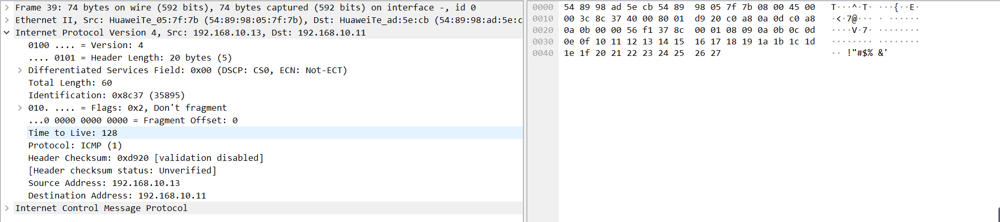 Frame 39: 74 bytes on wire (592 bits), 74 bytes captured (592 bits) on interface -, id 0
Ethernet II, Src: HuaweiTe_05:7f:7b (54:89:98:05:7f:7b), Dst: HuaweiTe_ad:5e:cb (54:89:98:ad:5e:c
Internet Protocol Version 4, Src: 192.168.10.13, Dst: 192.168.10.11
0100 .... = Version: 4
.... 0101 = Header Length: 20 bytes (5)
Differentiated Services Field: 0x00 (DSCP: CS0, ECN: Not-ECT)
Total Length: 60
Identification: 0x8c37 (35895)
010. .... = Flags: 0x2, Don't fragment
...0 0000 0000 0000 = Fragment Offset: 0
Time to Live: 128
Protocol: ICMP (1)
Header Checksum: 0xd920 [validation disabled]
[Header checksum status: Unverified]
Source Address: 192.168.10.13
Destination Address: 192.168.10.11
Internet Control Message Protocol
0000 54 89 98 ad 5e cb 54 89 98 05 7f 7b 08 00 45 00 T···^·T· ···{··E·
0010 00 3c 8c 37 40 00 80 01 d9 20 c0 a8 0a 0d c0 a8 ·<·7@··· · ······
0020 0a 0b 00 00 56 f1 37 8c 00 01 08 09 0a 0b 0c 0d ····V·7· ········
0030 0e 0f 10 11 12 13 14 15 16 17 18 19 1a 1b 1c 1d ········ ········
0040 1e 1f 20 21 22 23 24 25 26 27 ·· !"#$% &'